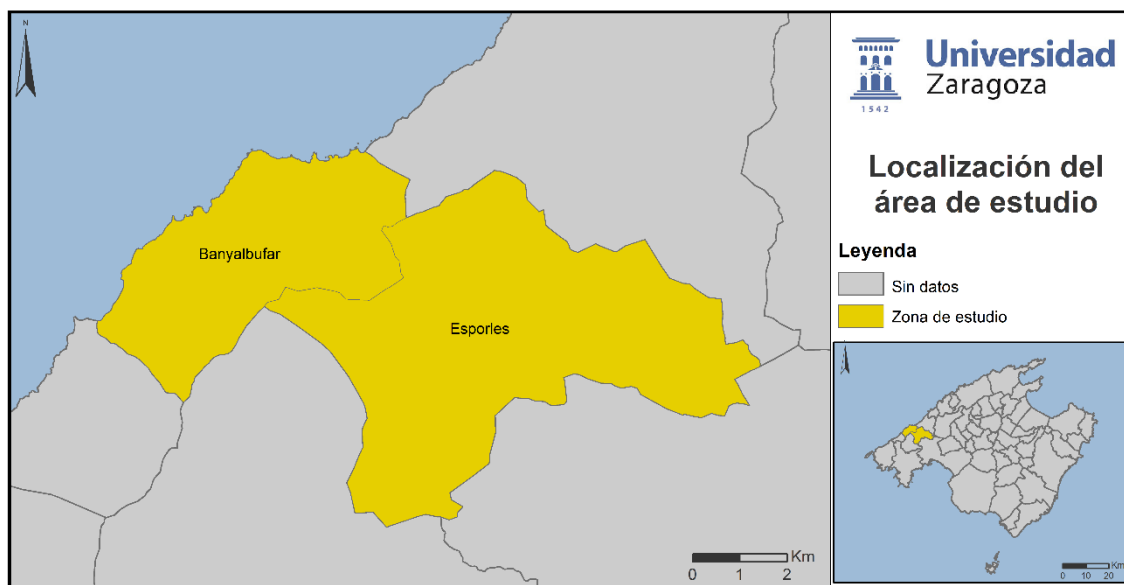 N
Banyalbufar
Esporles
Km
0 1 2
Universidad
Zaragoza
1542
Localización del
área de estudio
Leyenda
Sin datos
Zona de estudio
Km
0 10 20